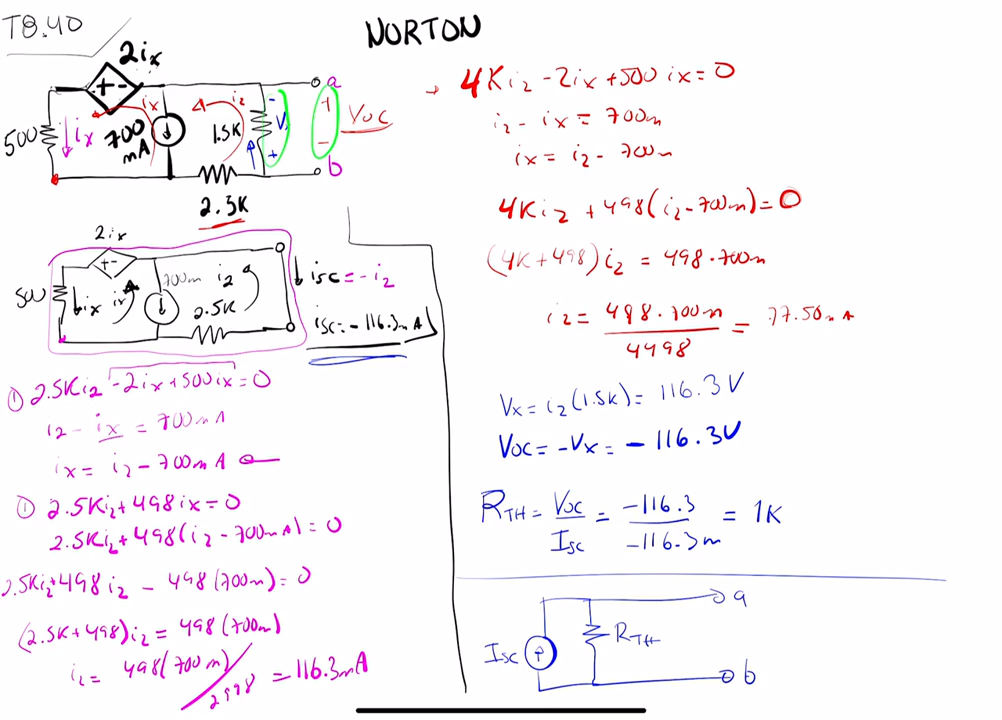 T8.40
NORTON
2ix
+ -
a
500
ix
700
mA
ix
i2
1.5K
-
V
+
+
-
Voc
b
2.3K
2ix
+ -
500
ix
ix
700m
i2
2.5K
isc = -i2
isc = -116.3mA
① 2.5Ki2 -2ix +500ix = 0
i2 - ix = 700mA
ix = i2 - 700mA
① 2.5Ki2 + 498ix = 0
2.5Ki2 + 498(i2 - 700mA) = 0
2.5Ki2 + 498i2 - 498(700m) = 0
(2.5K + 498)i2 = 498(700m)
i2 = 498(700m) / 2998 = 116.3mA
→ 4Ki2 - 2ix + 500ix = 0
i2 - ix = 700m
ix = i2 - 700m
4Ki2 + 498(i2 - 700m) = 0
(4K + 498)i2 = 498·700m
i2 = 498·700m / 4498 = 77.50mA
Vx = i2(1.5K) = 116.3V
Voc = -Vx = -116.3V
RTH = Voc / Isc = -116.3 / -116.3m = 1K
Isc
RTH
a
b